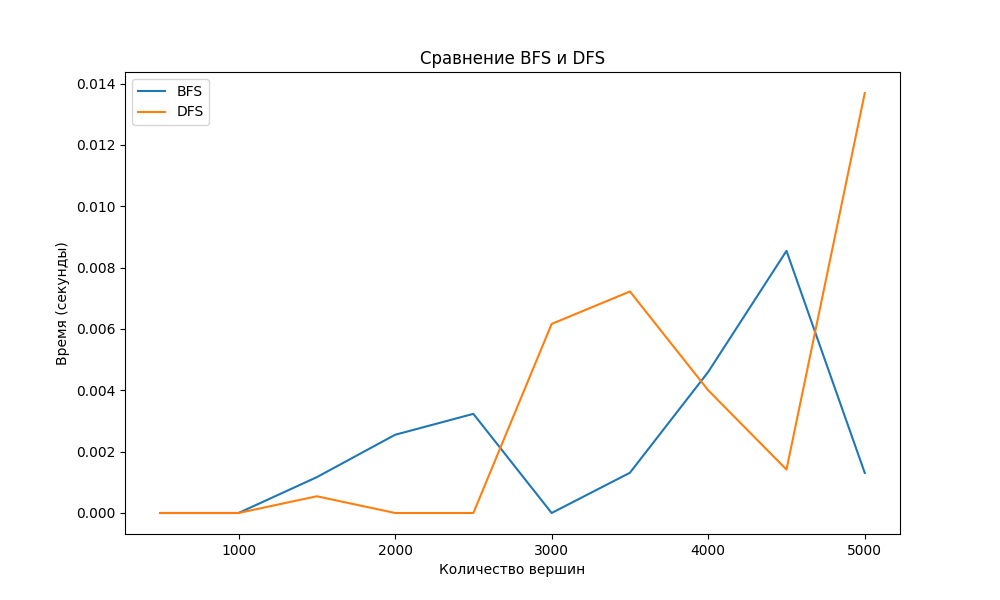 Сравнение BFS и DFS
BFS
DFS
0.014
0.012
0.010
0.008
0.006
0.004
0.002
0.000
Время (секунды)
1000 2000 3000 4000 5000
Количество вершин